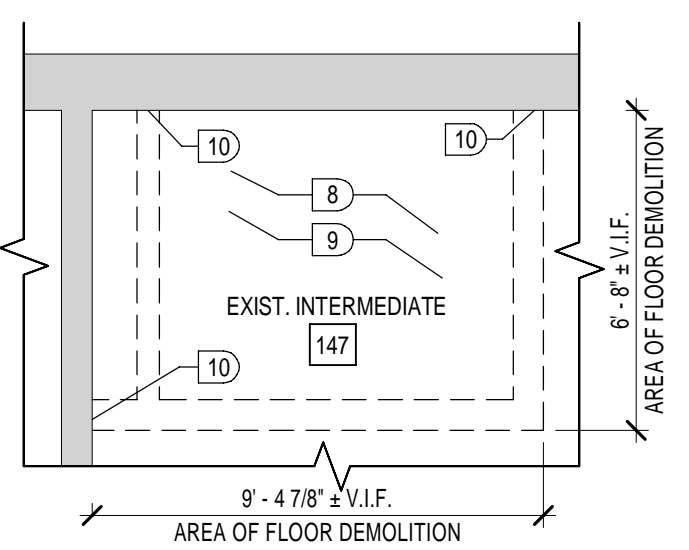 10
10
8
9
EXIST. INTERMEDIATE
147
10
6' - 8" ± V.I.F.
AREA OF FLOOR DEMOLITION
9' - 4 7/8" ± V.I.F.
AREA OF FLOOR DEMOLITION